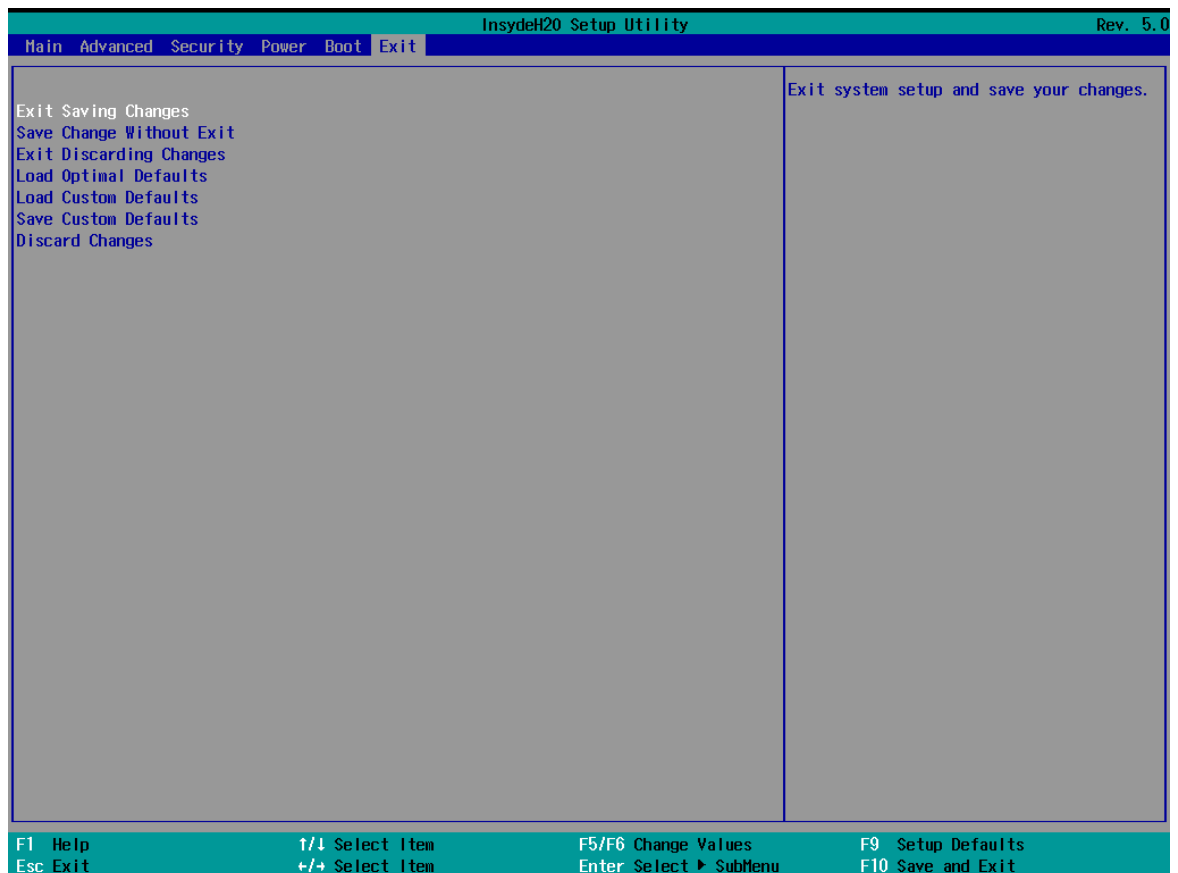 InsydeH20 Setup Utility Rev. 5.0
Main Advanced Security Power Boot Exit
Exit Saving Changes
Save Change Without Exit
Exit Discarding Changes
Load Optimal Defaults
Load Custom Defaults
Save Custom Defaults
Discard Changes
Exit system setup and save your changes.
F1 Help ↑/↓ Select Item F5/F6 Change Values F9 Setup Defaults
Esc Exit ←/→ Select Item Enter Select ▶ SubMenu F10 Save and Exit